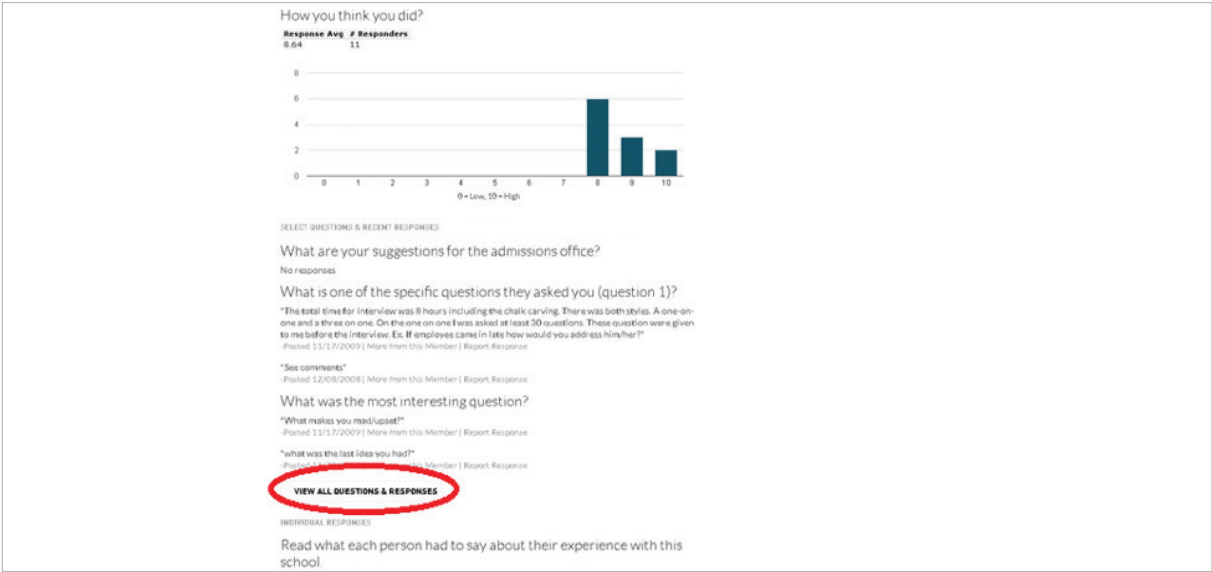 How you think you did?
Response Avg # Responders
8.64 11
8
6
4
2
0
0 1 2 3 4 5 6 7 8 9 10
0 = Low, 10 = High
SELECT QUESTIONS & RECENT RESPONSES
What are your suggestions for the admissions office?
No responses
What is one of the specific questions they asked you (question 1)?
"The total time for interview was 8 hours including the chalk carving. There was both styles. A one-on-
one and a three on one. On the one on one I was asked at least 30 questions. These question were given
to me before the interview. Ex. If employee came in late how would you address him/her?"
-Posted 11/17/2009 | More from this Member | Report Response
"See comments"
-Posted 12/08/2008 | More from this Member | Report Response
What was the most interesting question?
"What makes you mad/upset?"
-Posted 11/17/2009 | More from this Member | Report Response
"what was the last idea you had?"
-Posted Member | Report Response
VIEW ALL QUESTIONS & RESPONSES
INDIVIDUAL RESPONSES
Read what each person had to say about their experience with this
school.